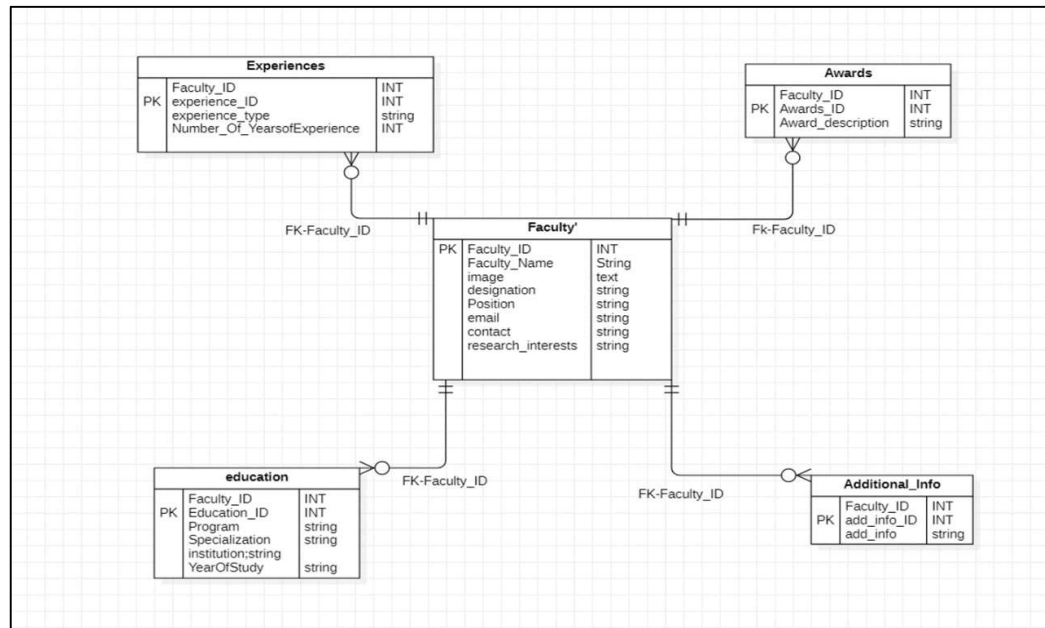 Experiences
Faculty_ID INT
PK experience_ID INT
experience_type string
Number_Of_YearsofExperience INT
Awards
Faculty_ID INT
PK Awards_ID INT
Award_description string
FK-Faculty_ID
Fk-Faculty_ID
Faculty'
PK Faculty_ID INT
Faculty_Name String
image text
designation string
Position string
email string
contact string
research_interests string
FK-Faculty_ID
FK-Faculty_ID
education
Faculty_ID INT
PK Education_ID INT
Program string
Specialization string
institution;string
YearOfStudy string
Additional_Info
Faculty_ID INT
PK add_info_ID INT
add_info string